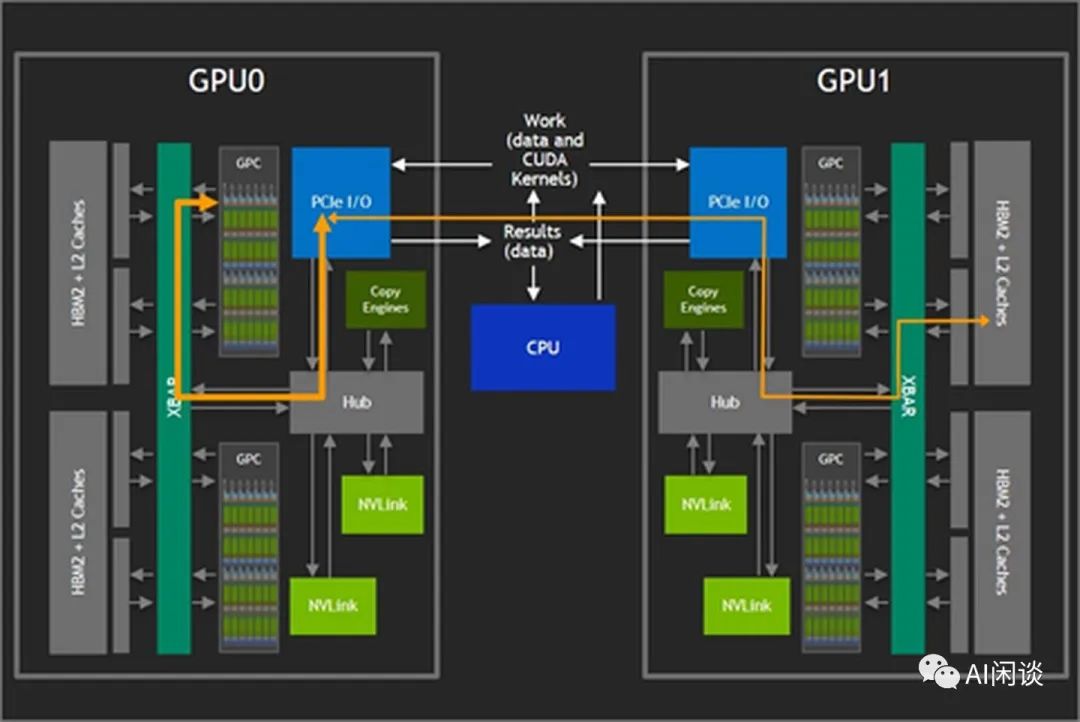 GPU0
GPU1
Work
(data and
CUDA
Kernels)
GPC
GPC
PCIe I/O
PCIe I/O
HBM2 + L2 Caches
HBM2 + L2 Caches
Results
(data)
Copy
Engines
Copy
Engines
CPU
XBAR
Hub
Hub
XBAR
GPC
GPC
HBM2 + L2 Caches
HBM2 + L2 Caches
NVLink
NVLink
NVLink
NVLink
AI闲谈